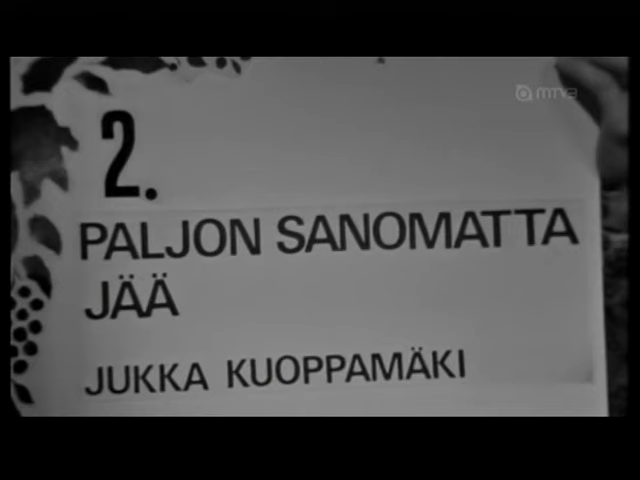 mtv3
2.
PALJON SANOMATTA
JÄÄ
JUKKA KUOPPAMÄKI